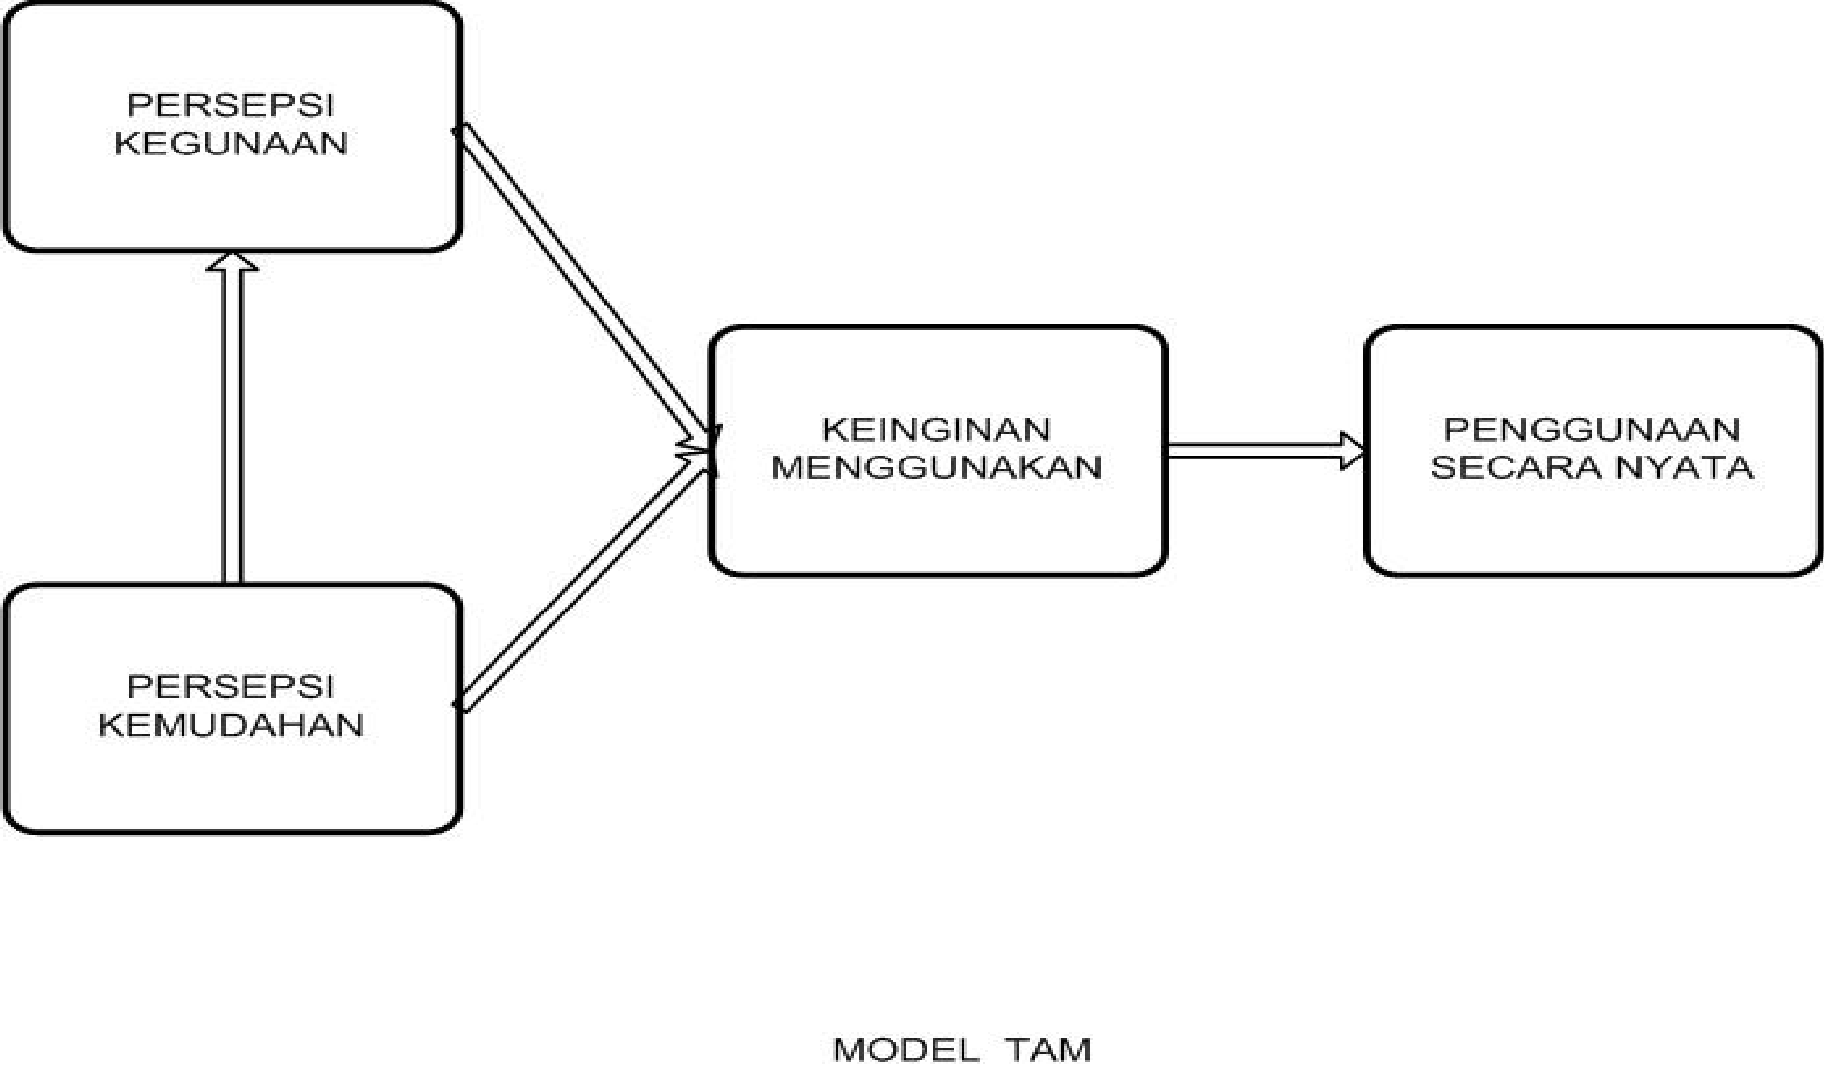 PERSEPSI
KEGUNAAN
KEINGINAN
MENGGUNAKAN
PENGGUNAAN
SECARA NYATA
PERSEPSI
KEMUDAHAN
MODEL TAM